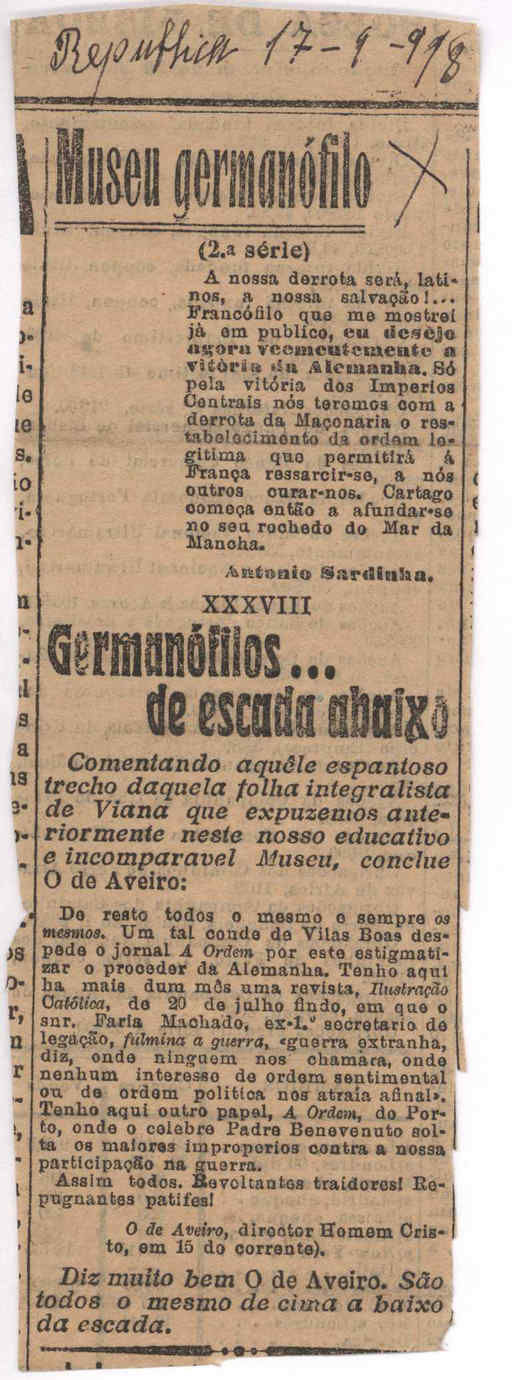 Republica 17-9-918
Museu germanófilo
(2.a série)
A nossa derrota será, lati-
nos, a nossa salvação!...
Francófilo que me mostrei
já em publico, eu desejo
agora veementemente a
vitória da Alemanha. Só
pela vitória dos Imperios
Centrais nós teremos com a
derrota da Maçonaria o res-
tabelecimento da ordem le-
gitima que permitirá á
França ressarcir-se, a nós
outros curar-nos. Cartago
começa então a afundar-se
no seu rochedo do Mar da
Mancha.
Antonio Sardinha.
XXXVIII
Germanófilos...
de escada abaixo
Comentando aquêle espantoso
trecho daquela folha integralista
de Viana que expuzemos ante-
riormente neste nosso educativo
e incomparavel Museu, conclue
O de Aveiro:
De resto todos o mesmo e sempre os
mesmos. Um tal conde de Vilas Boas des-
pede o jornal A Ordem por este estigmati-
zar o proceder da Alemanha. Tenho aqui
ha mais dum mês uma revista, Ilustração
Católica, de 20 de julho findo, em que o
snr. Faria Machado, ex-1.º secretario de
legação, fulmina a guerra, «guerra extranha,
diz, onde ninguem nos chamára, onde
nenhum interesse de ordem sentimental
ou de ordem politica nos atraía afinal».
Tenho aqui outro papel, A Ordem, do Por-
to, onde o celebre Padre Benevenuto sol-
ta os maiores improperios contra a nossa
participação na guerra.
Assim todos. Revoltantes traidores! Re-
pugnantes patifes!
O de Aveiro, director Homem Cris-
to, em 15 do corrente).
Diz muito bem O de Aveiro. São
todos o mesmo de cima a baixo
da escada.